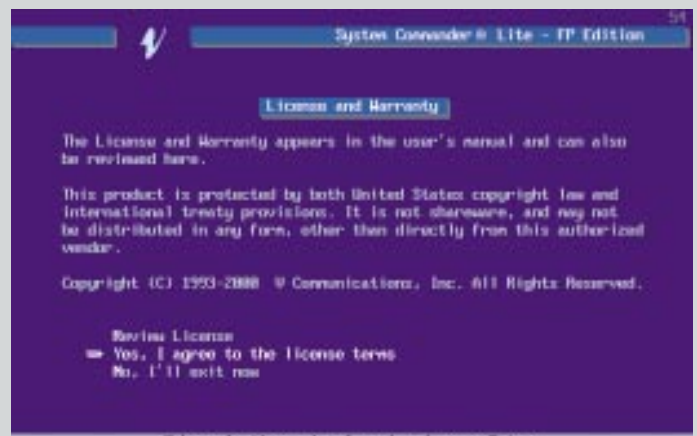 54
System Commander® Lite - FP Edition
License and Warranty
The License and Warranty appears in the user's manual and can also
be reviewed here.
This product is protected by both United States copyright law and
international treaty provisions. It is not shareware, and may not
be distributed in any form, other than directly from this authorized
vendor.
Copyright (C) 1993-2000 V Communications, Inc. All Rights Reserved.
Review License
Yes, I agree to the license terms
No, I'll exit now